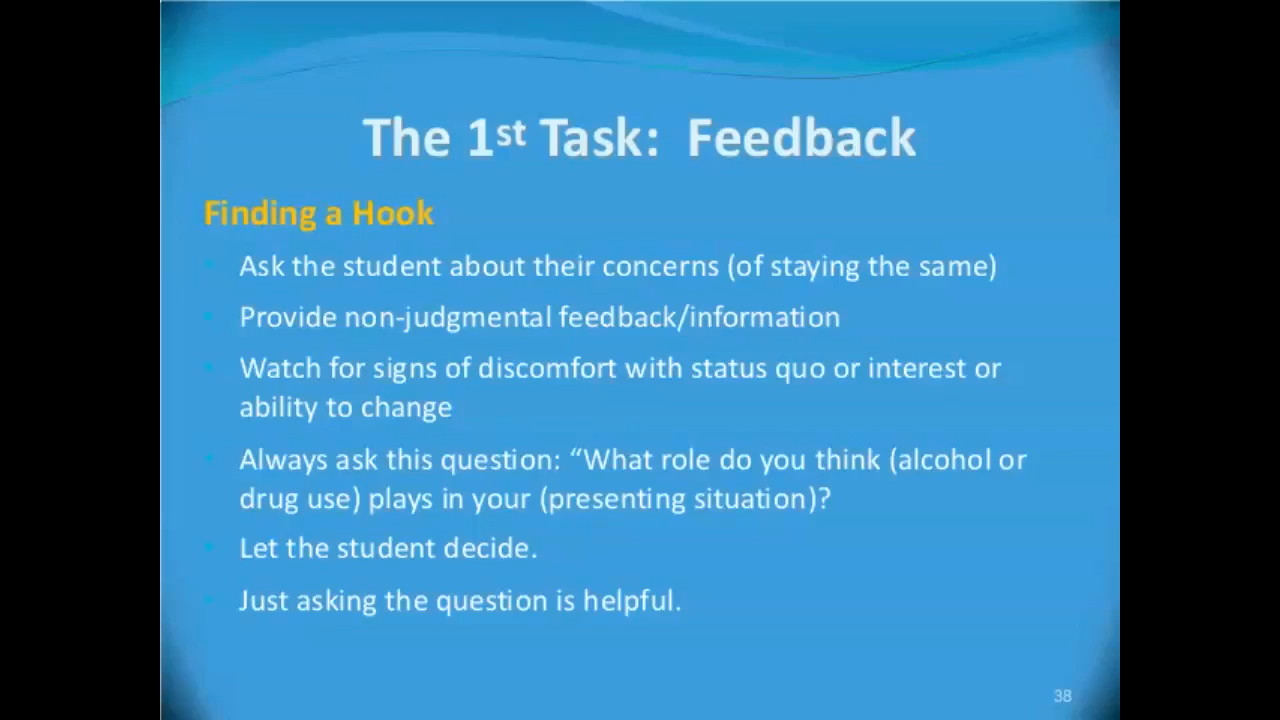 The 1st Task:  Feedback
Finding a Hook
Ask the student about their concerns (of staying the same)
Provide non-judgmental feedback/information
Watch for signs of discomfort with status quo or interest or
ability to change
Always ask this question: “What role do you think (alcohol or
drug use) plays in your (presenting situation)?
Let the student decide.
Just asking the question is helpful.
38